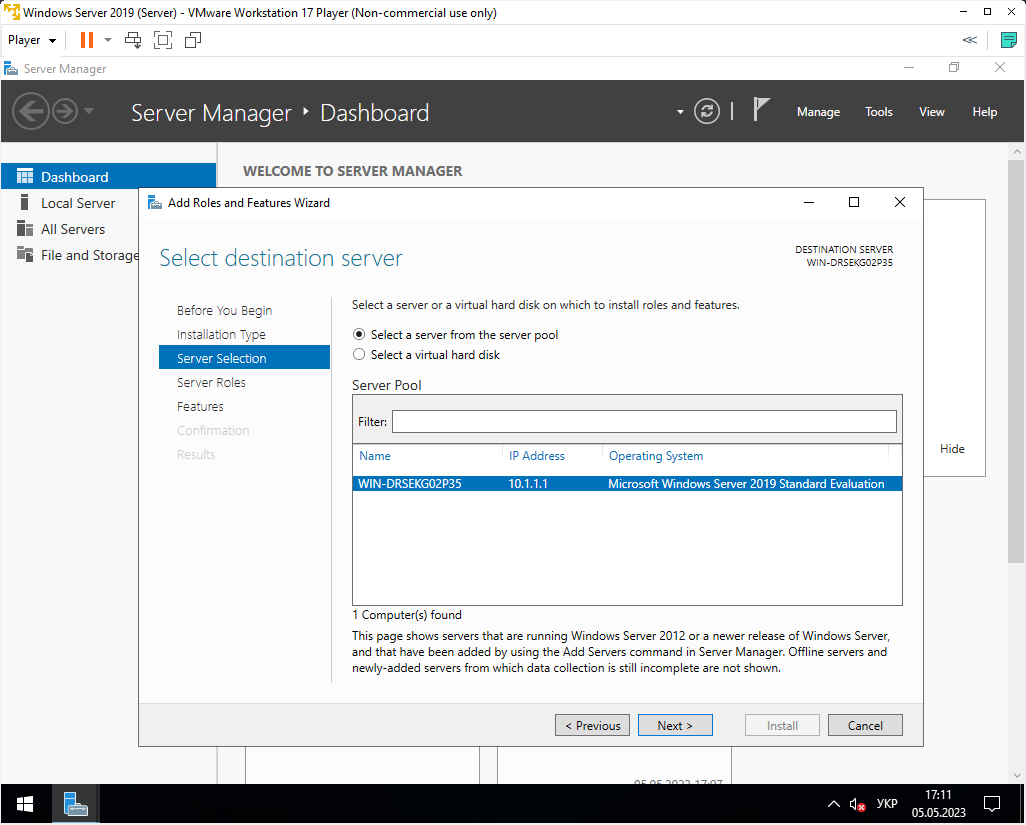 Windows Server 2019 (Server) - VMware Workstation 17 Player (Non-commercial use only)
Player
Server Manager
Server Manager ‣ Dashboard
Manage Tools View Help
Dashboard
Local Server
All Servers
File and Storage
WELCOME TO SERVER MANAGER
Add Roles and Features Wizard
Select destination server
DESTINATION SERVER
WIN-DRSEKG02P35
Before You Begin
Installation Type
Server Selection
Server Roles
Features
Confirmation
Results
Select a server or a virtual hard disk on which to install roles and features.
Select a server from the server pool
Select a virtual hard disk
Server Pool
Filter:
Name IP Address Operating System
WIN-DRSEKG02P35 10.1.1.1 Microsoft Windows Server 2019 Standard Evaluation
1 Computer(s) found
This page shows servers that are running Windows Server 2012 or a newer release of Windows Server,
and that have been added by using the Add Servers command in Server Manager. Offline servers and
newly-added servers from which data collection is still incomplete are not shown.
< Previous Next > Install Cancel
Hide
05.05.2023 17:07
УКР
17:11
05.05.2023